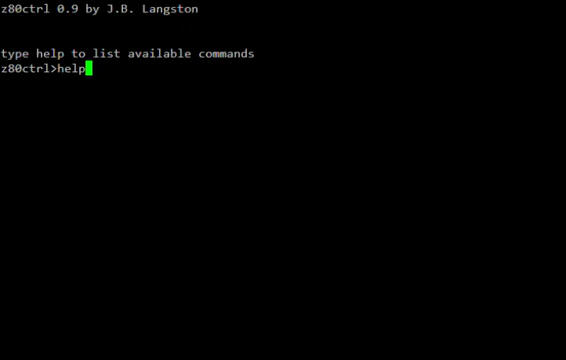 z80ctrl 0.9 by J.B. Langston
type help to list available commands
z80ctrl>help